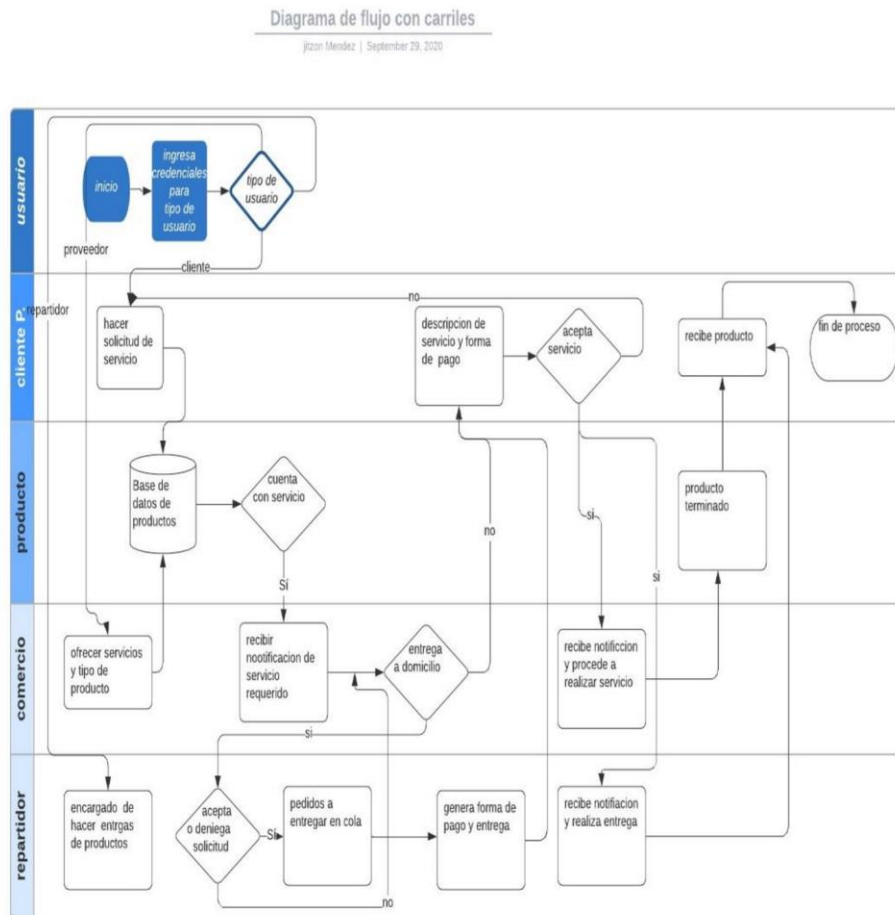 Diagrama de flujo con carriles
jitzon Mendez | September 29, 2020
usuario
inicio
ingresa
credenciales
para
tipo de
usuario
tipo de
usuario
proveedor
cliente
repartidor
cliente P.
hacer
solicitud de
servicio
no
descripcion de
servicio y forma
de pago
acepta
servicio
recibe producto
fin de proceso
producto
Base de
datos de
productos
cuenta
con servicio
Sí
no
si
si
producto
terminado
comercio
ofrecer servicios
y tipo de
producto
recibir
nootificacion de
servicio
requerido
entrega
a domicilio
recibe notificcion
y procede a
realizar servicio
si
repartidor
encargado de
hacer entrgas
de productos
acepta
o deniega
solicitud
Sí
pedidos a
entregar en cola
genera forma de
pago y entrega
recibe notifiacion
y realiza entrega
no